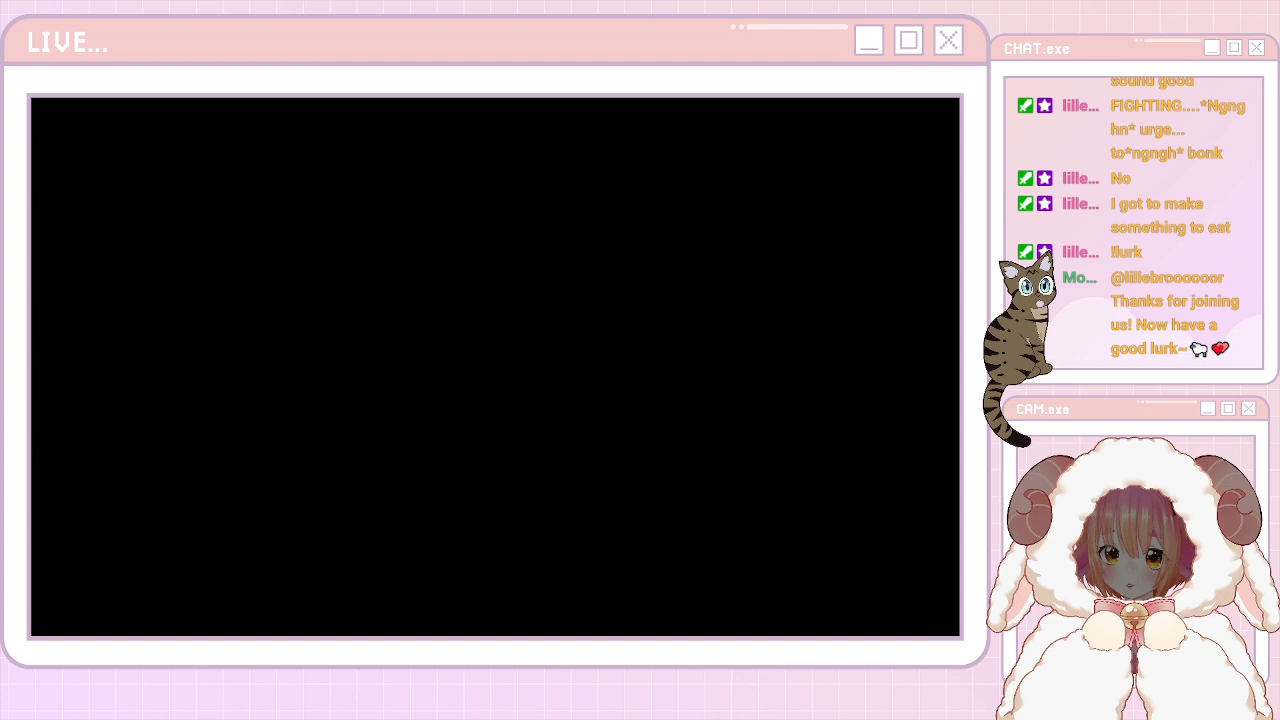 LIVE...
CHAT.exe
sound good
lille... FIGHTING....*Ngng
hn* urge...
to*ngngh* bonk
lille... No
lille... I got to make
something to eat
lille... !lurk
Mo... @lillebroooooor
Thanks for joining
us! Now have a
good lurk~
CAM.exe